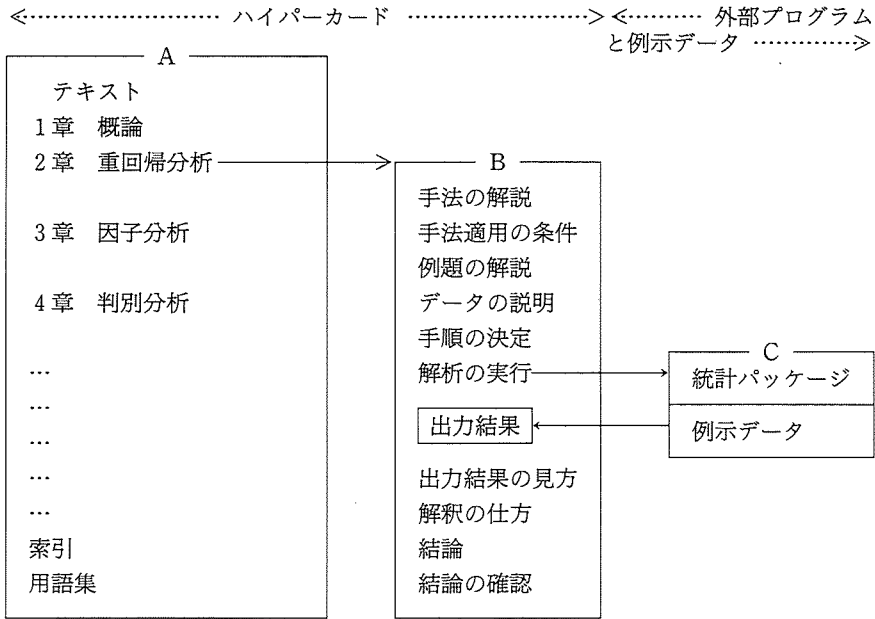 ハイパーカード
外部プログラム
と例示データ
A
テキスト
1章 概論
2章 重回帰分析
3章 因子分析
4章 判別分析
…
…
…
…
…
索引
用語集
B
手法の解説
手法適用の条件
例題の解説
データの説明
手順の決定
解析の実行
出力結果
出力結果の見方
解釈の仕方
結論
結論の確認
C
統計パッケージ
例示データ